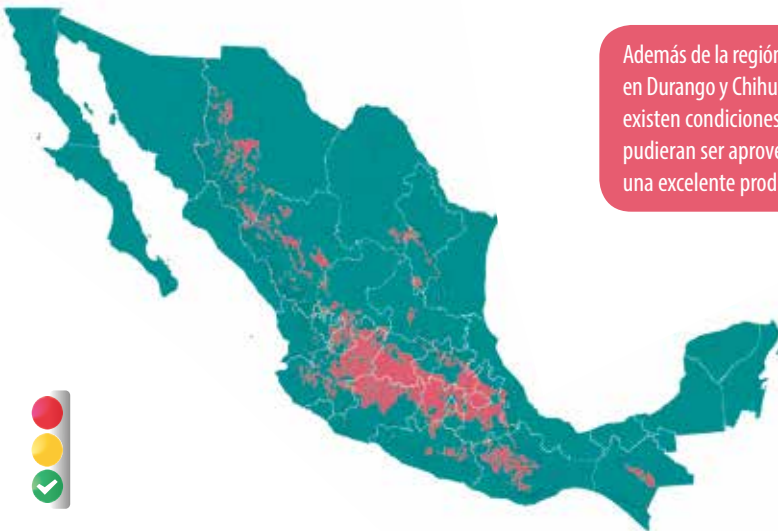 Además de la región
en Durango y Chihu
existen condiciones
pudieran ser aprove
una excelente prod